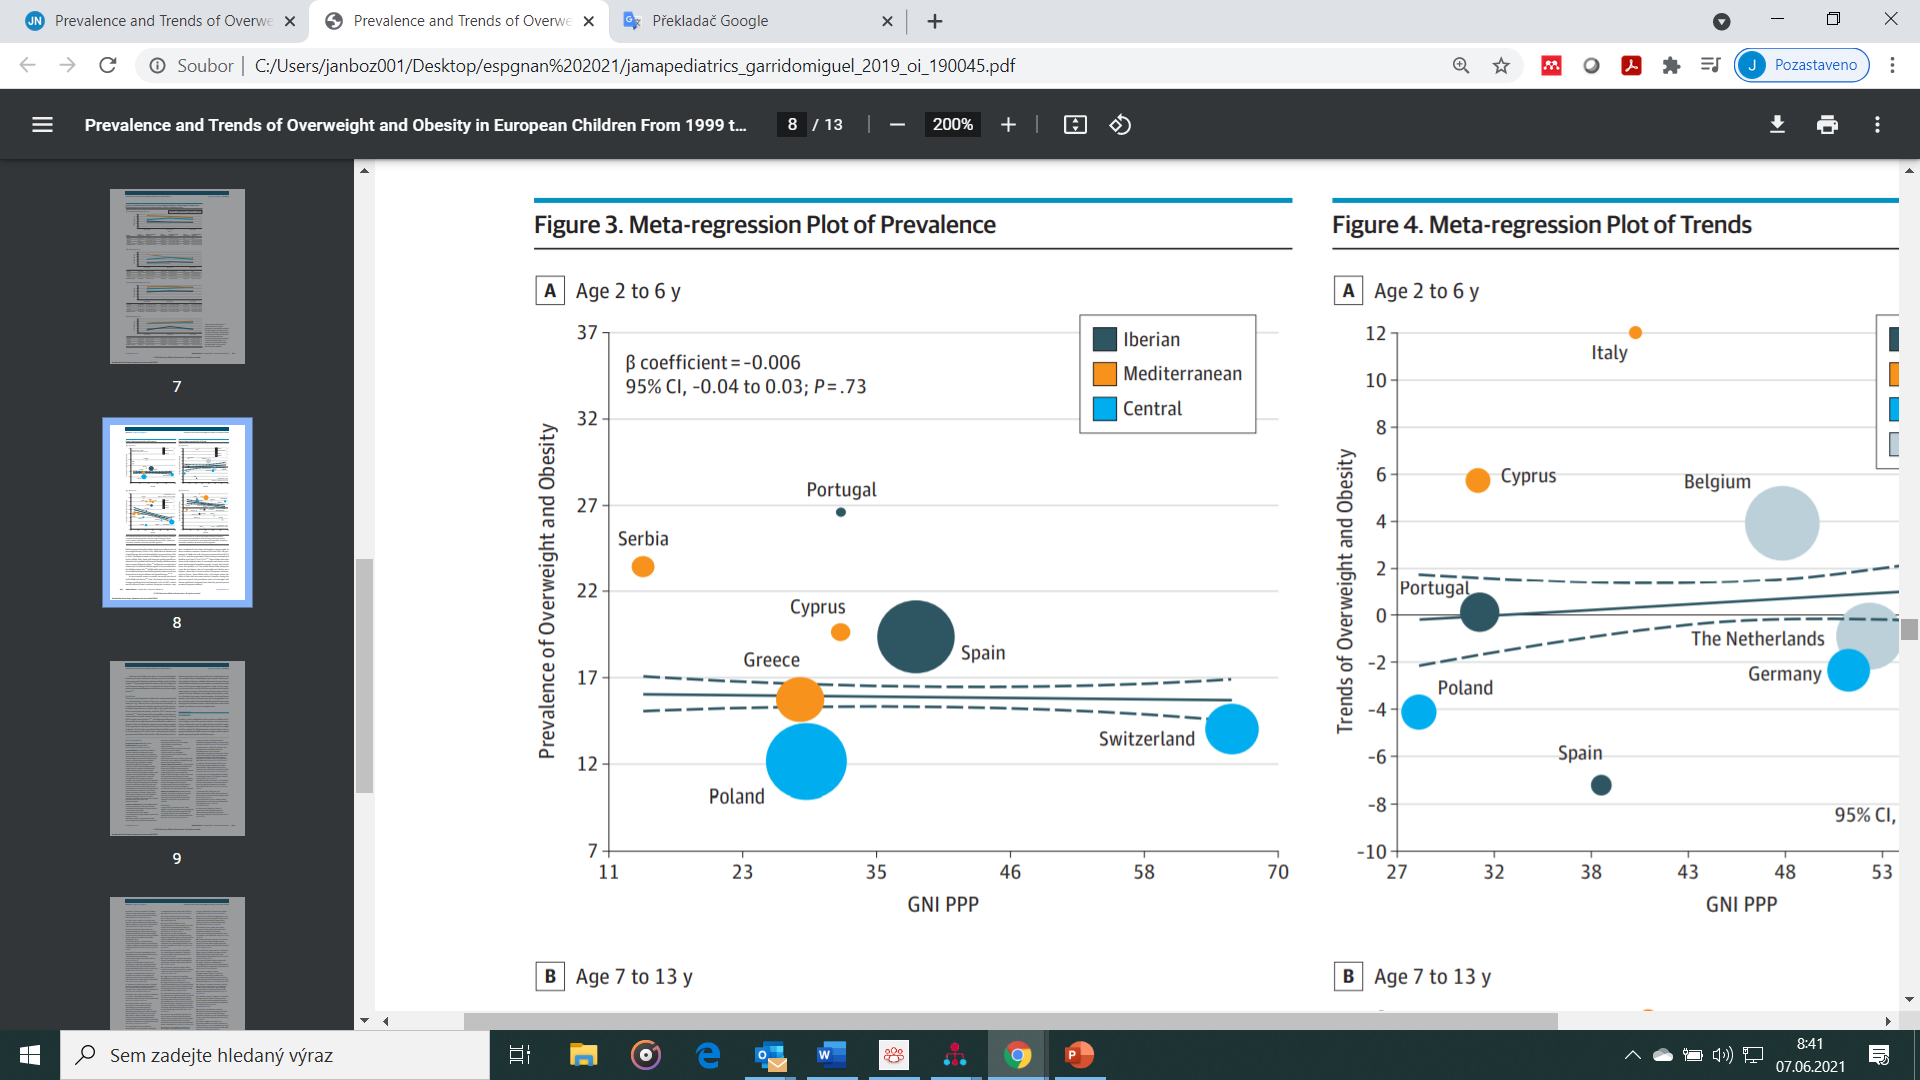 Prevalence and Trends of Overwe
Prevalence and Trends of Overwe
Překladač Google
Soubor
C:/Users/janboz001/Desktop/espgnan%202021/jamapediatrics_garridomiguel_2019_oi_190045.pdf
J Pozastaveno
Prevalence and Trends of Overweight and Obesity in European Children From 1999 t...
8 / 13
200%
7
8
9
Figure 3. Meta-regression Plot of Prevalence
A Age 2 to 6 y
β coefficient = -0.006
95% CI, -0.04 to 0.03; P = .73
Iberian
Mediterranean
Central
Prevalence of Overweight and Obesity
37
32
27
22
17
12
7
Portugal
Serbia
Cyprus
Spain
Greece
Switzerland
Poland
11 23 35 46 58 70
GNI PPP
B Age 7 to 13 y
Figure 4. Meta-regression Plot of Trends
A Age 2 to 6 y
Trends of Overweight and Obesity
12
10
8
6
4
2
0
-2
-4
-6
-8
-10
Italy
Cyprus
Belgium
Portugal
The Netherlands
Germany
Poland
Spain
95% CI,
27 32 38 43 48 53
GNI PPP
B Age 7 to 13 y
Sem zadejte hledaný výraz
8:41
07.06.2021